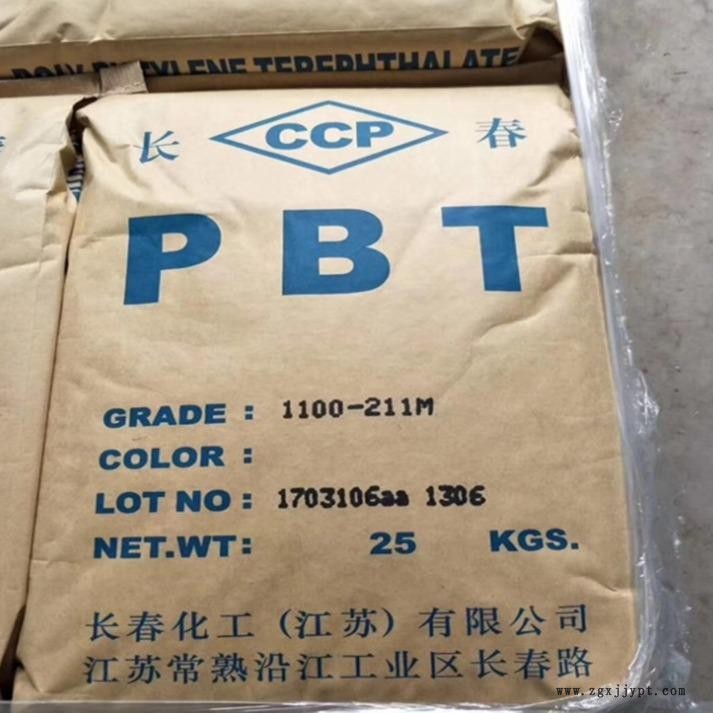 POLYBUTYLENE TEREPHTHALATE
长 CCP 春
PBT
GRADE : 1100-211M
COLOR :
LOT NO : 1703106aa 1306
NET.WT: 25 KGS.
长春化工（江苏）有限公司
江苏常熟沿江工业区长春路
www.zgxjjypt.com